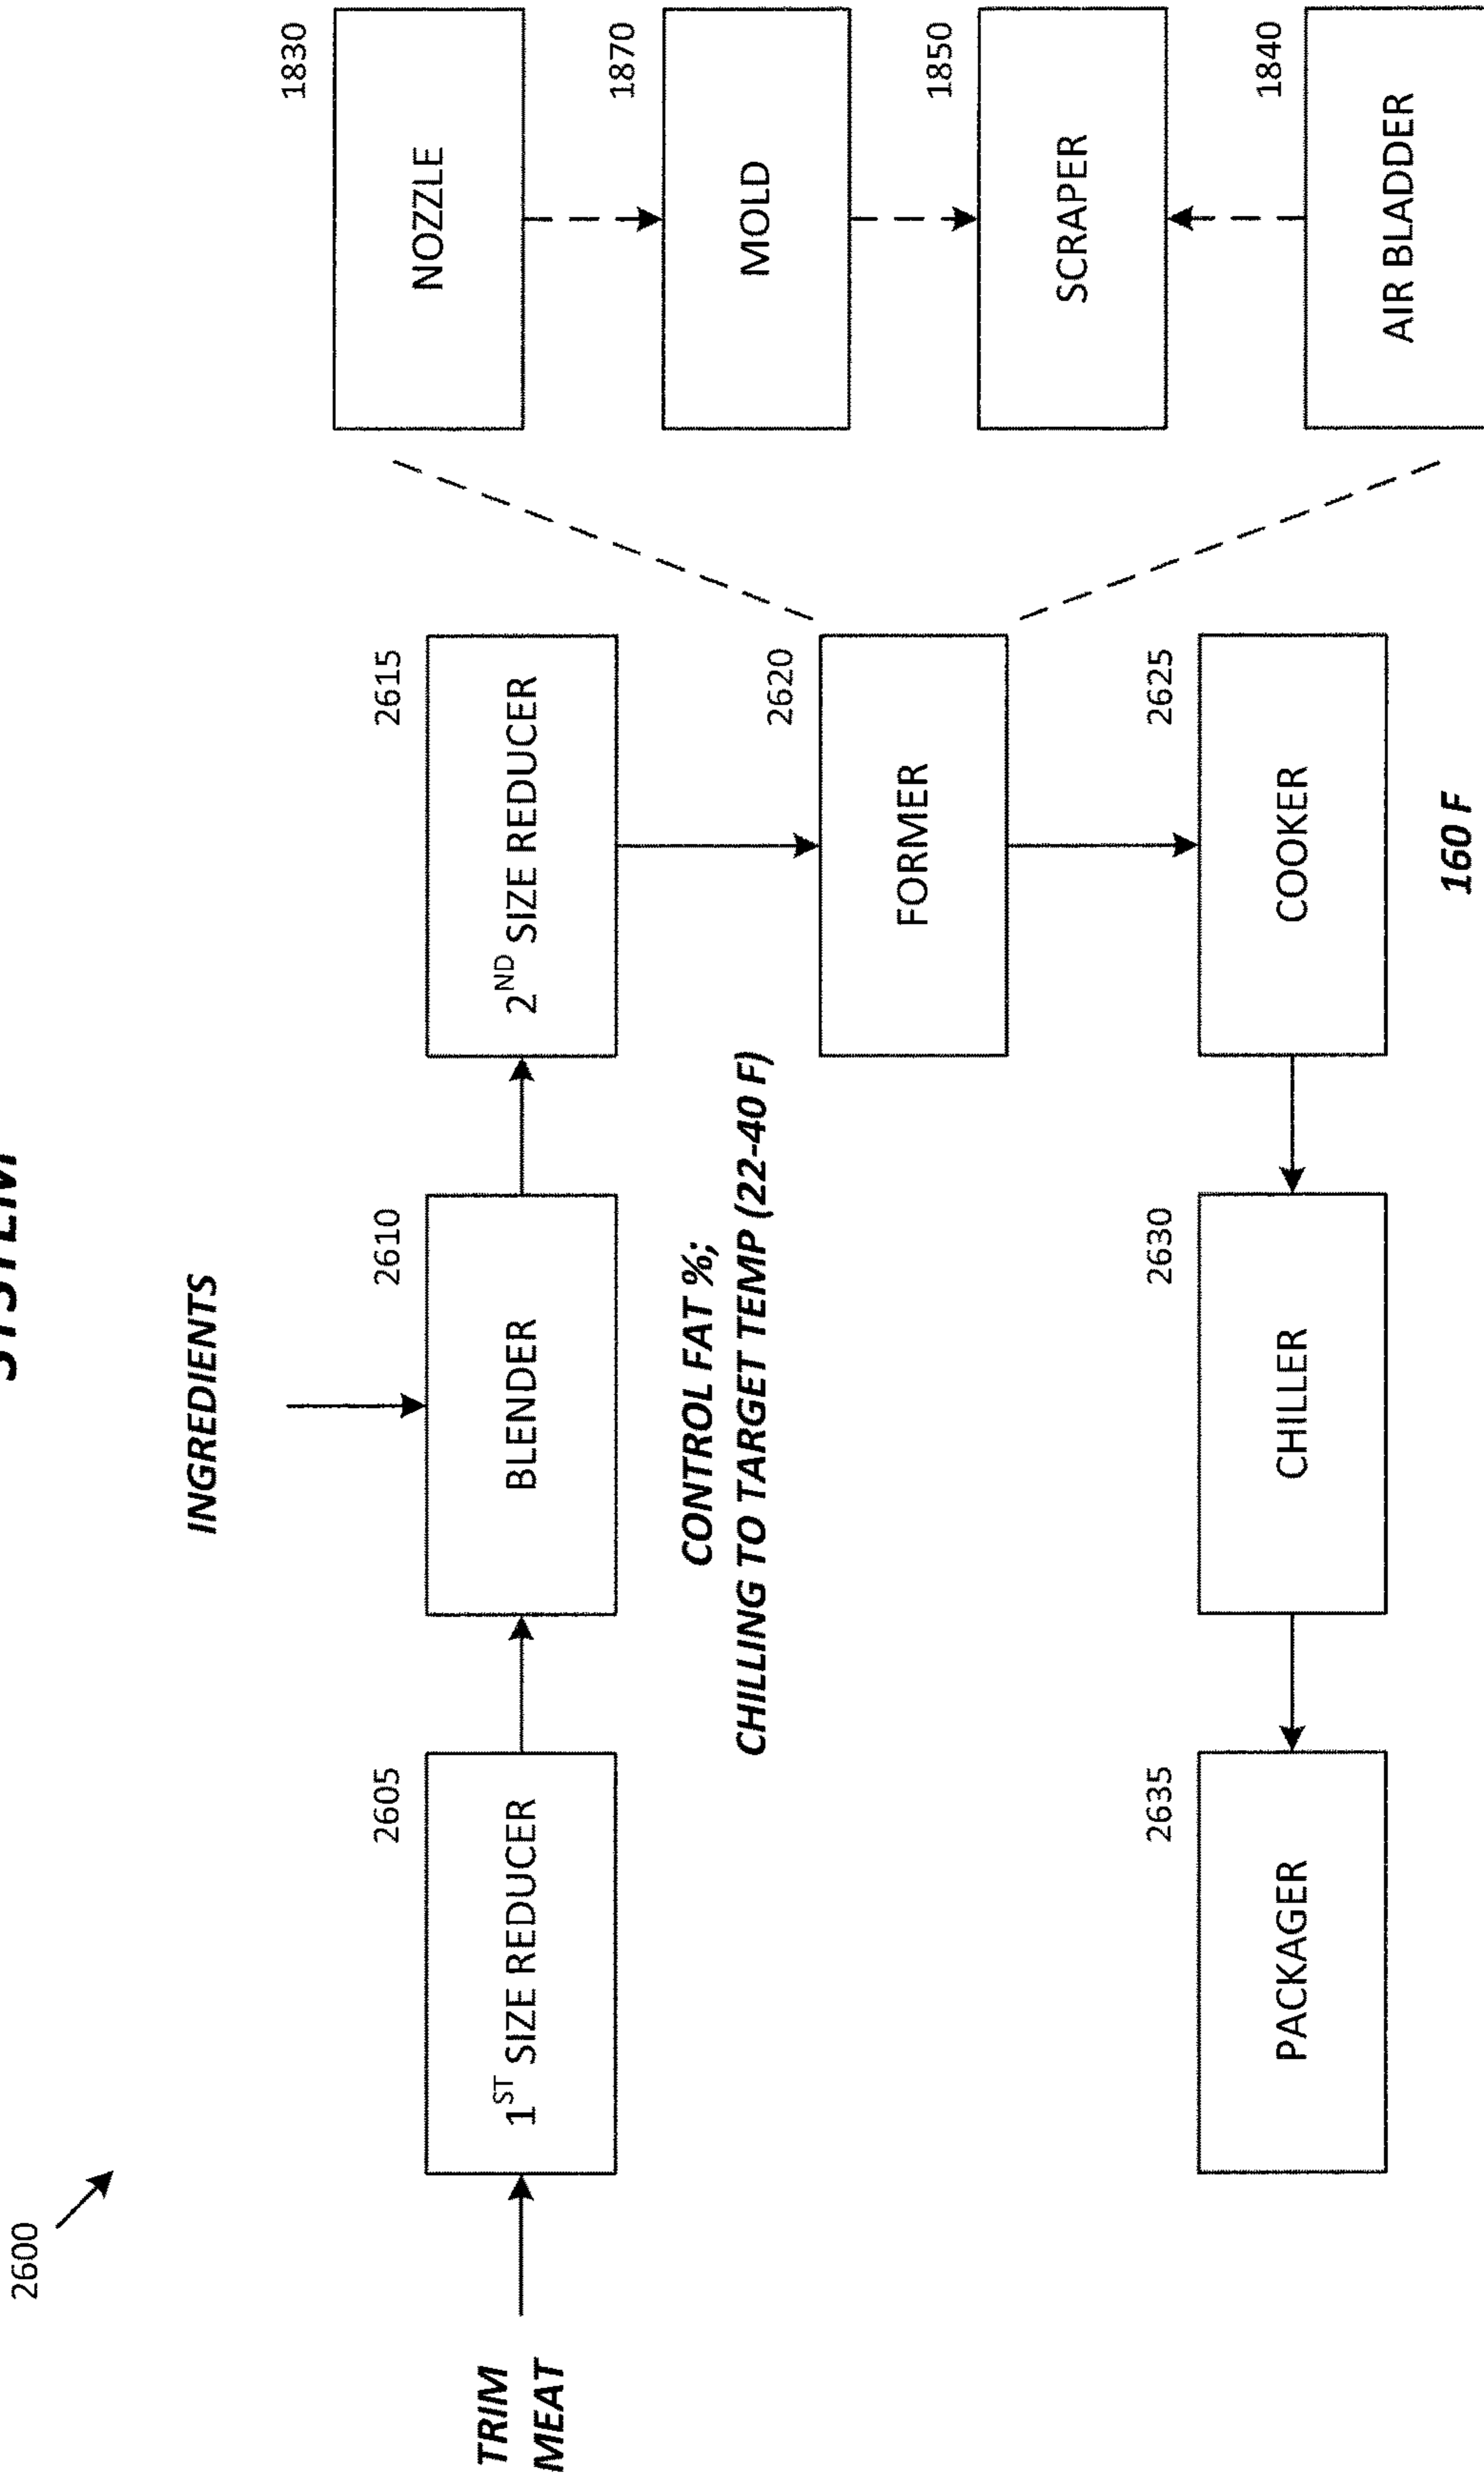 SYSTEM
2600
INGREDIENTS
TRIM
MEAT
2605
1ST SIZE REDUCER
2610
BLENDER
2615
2ND SIZE REDUCER
CONTROL FAT %;
CHILLING TO TARGET TEMP (22-40 F)
2620
FORMER
1830
NOZZLE
1870
MOLD
1850
SCRAPER
1840
AIR BLADDER
2635
PACKAGER
2630
CHILLER
2625
COOKER
160 F